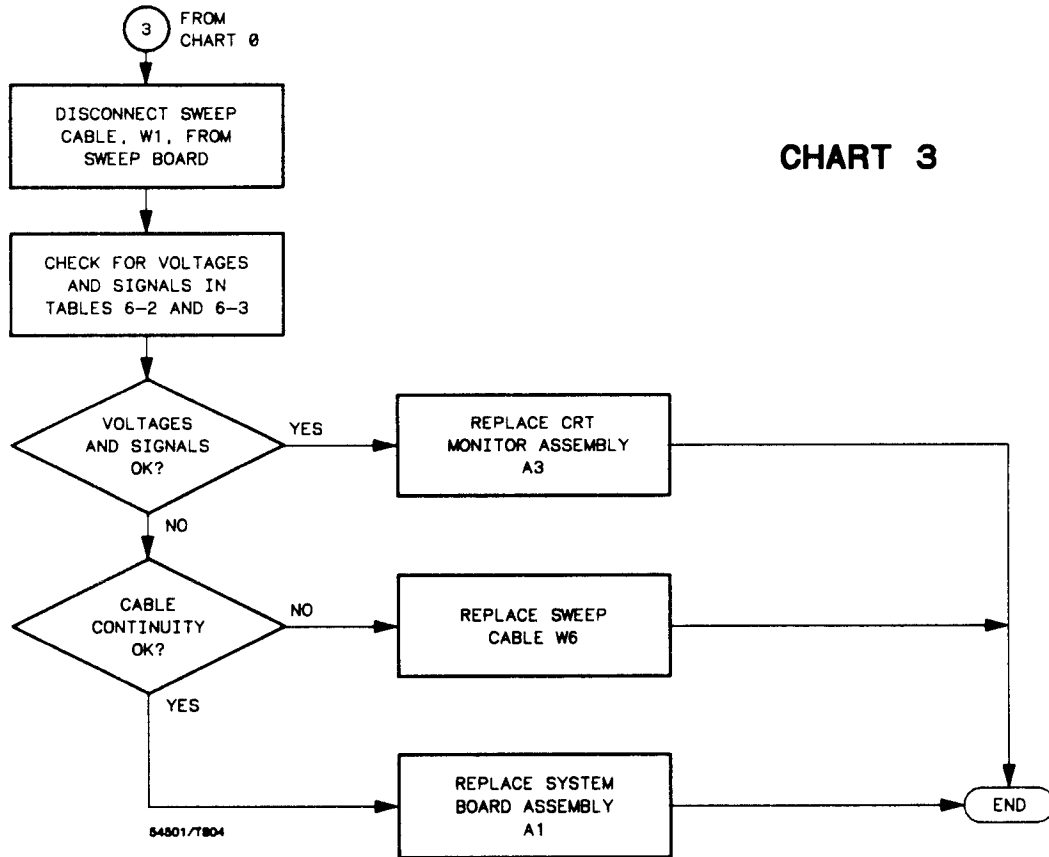 3
FROM
CHART 0
DISCONNECT SWEEP
CABLE, W1, FROM
SWEEP BOARD
CHART 3
CHECK FOR VOLTAGES
AND SIGNALS IN
TABLES 6-2 AND 6-3
VOLTAGES
AND SIGNALS
OK?
YES
REPLACE CRT
MONITOR ASSEMBLY
A3
NO
CABLE
CONTINUITY
OK?
NO
REPLACE SWEEP
CABLE W6
YES
REPLACE SYSTEM
BOARD ASSEMBLY
A1
END
54501/T804